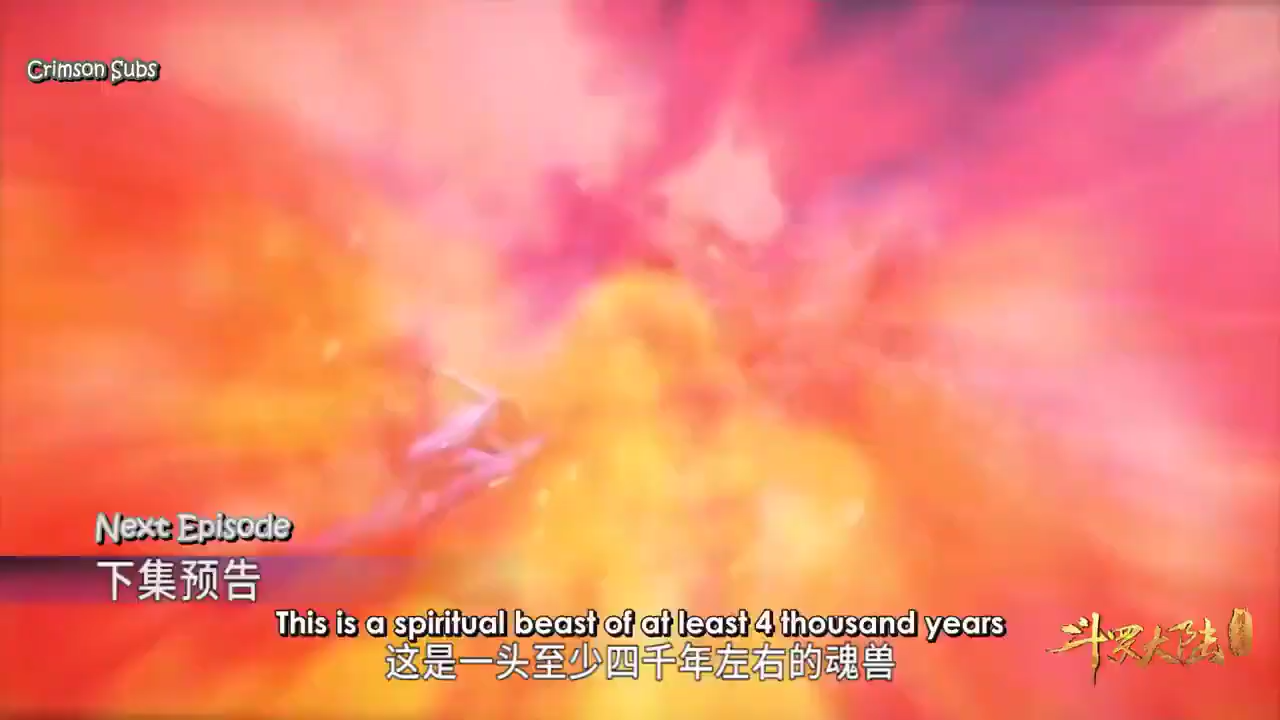 Crimson Subs
Next Episode
下集预告
This is a spiritual beast of at least 4 thousand years
这是一头至少四千年左右的魂兽
斗罗大陆